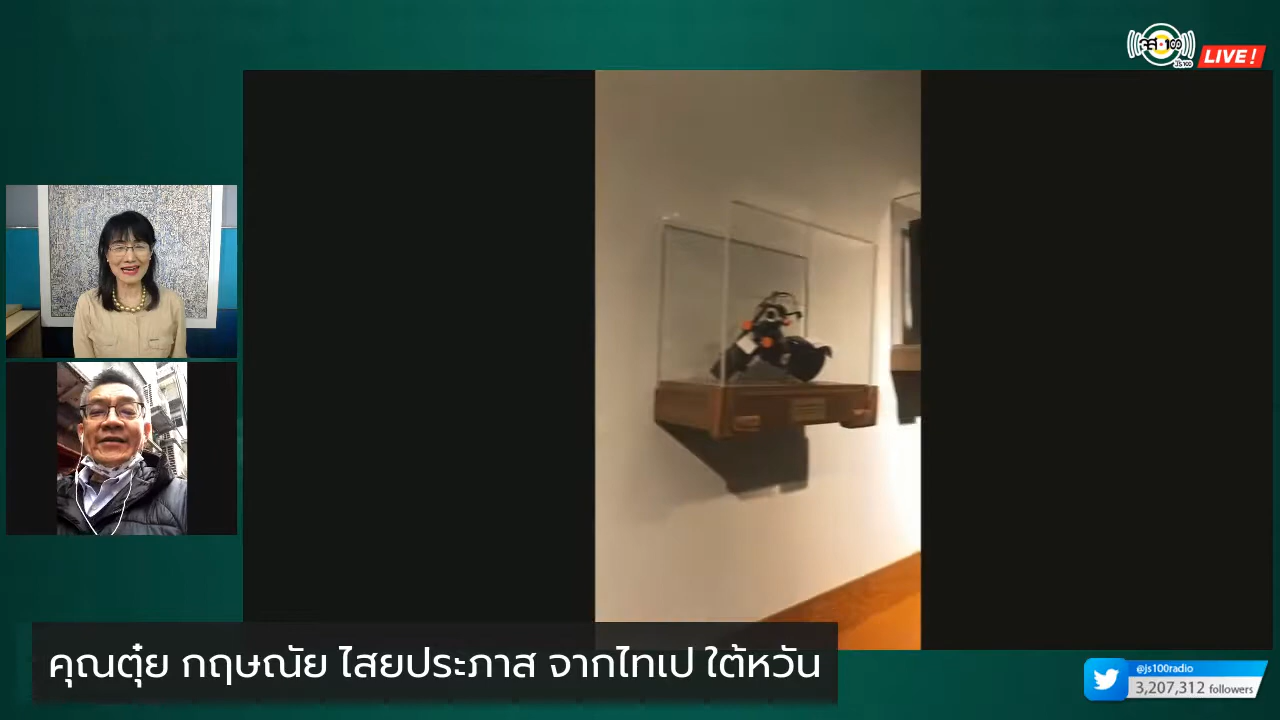 จส·100
JS100
LIVE!
คุณตุ๋ย กฤษณัย ไสยประภาส จากไทเป ใต้หวัน
@js100radio
3,207,312 followers